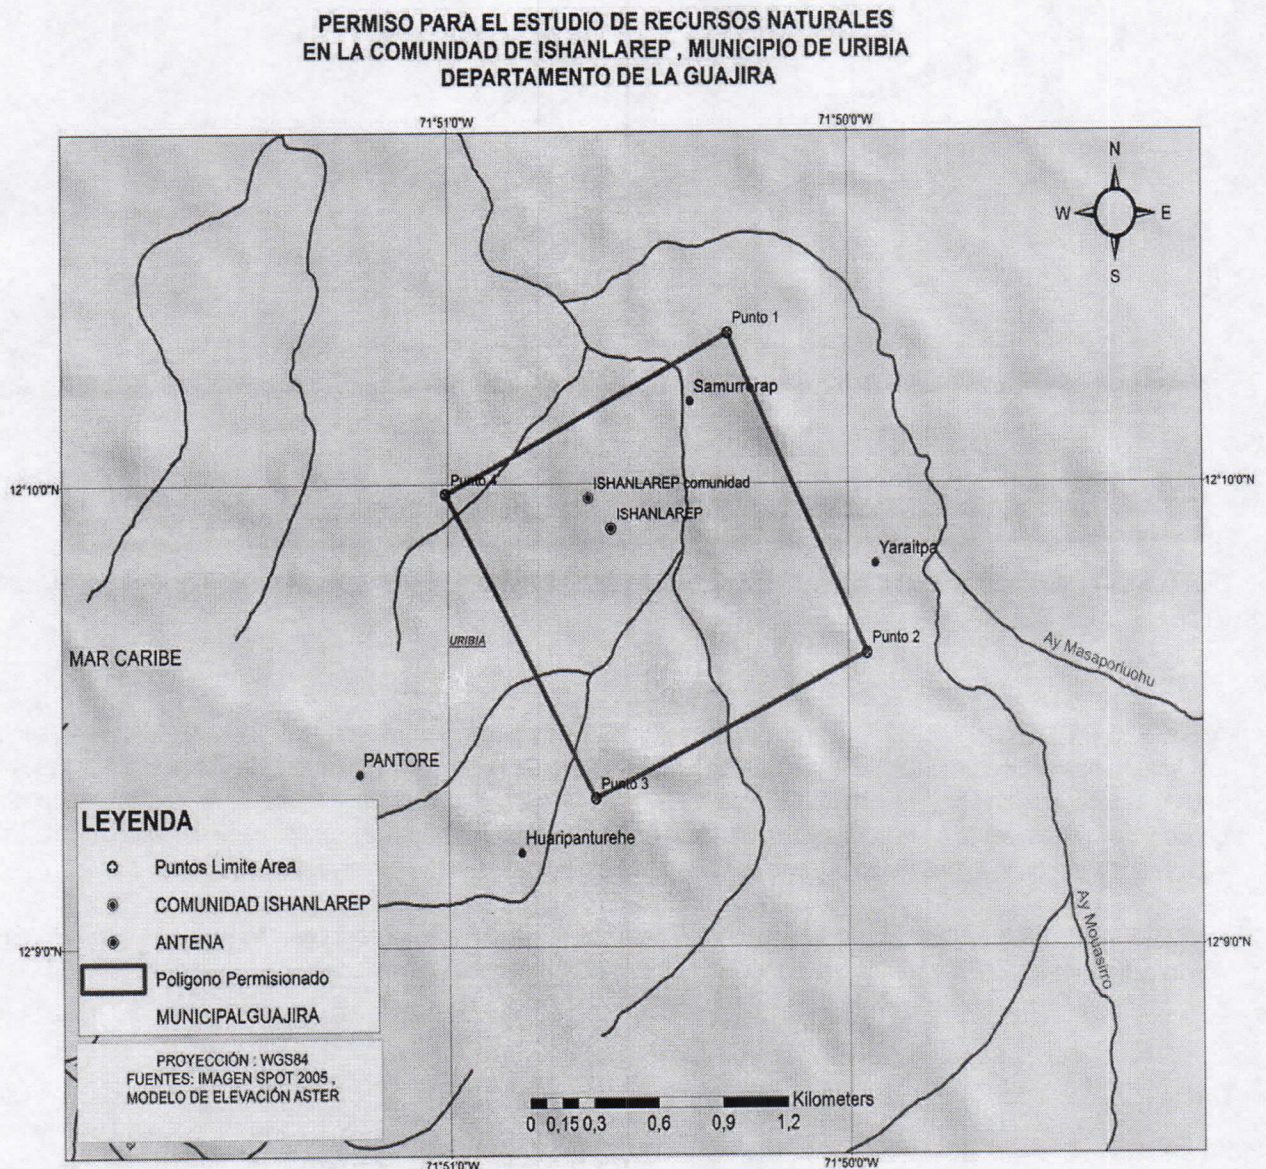 PERMISO PARA EL ESTUDIO DE RECURSOS NATURALES
EN LA COMUNIDAD DE ISHANLAREP , MUNICIPIO DE URIBIA
DEPARTAMENTO DE LA GUAJIRA
71°51'0"W
71°50'0"W
N
W
E
S
Punto 1
Samurrarap
Punto 4
ISHANLAREP comunidad
12°10'0"N
12°10'0"N
ISHANLAREP
Yaraitpa
Punto 2
URIBIA
Ay Masaporiuohu
MAR CARIBE
PANTORE
Punto 3
Huaripanturehe
LEYENDA
Puntos Limite Area
COMUNIDAD ISHANLAREP
ANTENA
Poligono Permisionado
MUNICIPALGUAJIRA
Ay Mouasirro
12°9'0"N
12°9'0"N
PROYECCIÓN : WGS84
FUENTES: IMAGEN SPOT 2005 ,
MODELO DE ELEVACIÓN ASTER
Kilometers
0 0,15 0,3 0,6 0,9 1,2
71°51'0"W
71°50'0"W